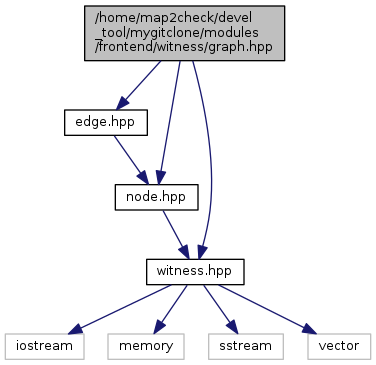 /home/map2check/devel
_tool/mygitclone/modules
/frontend/witness/graph.hpp
edge.hpp
node.hpp
witness.hpp
iostream
memory
sstream
vector